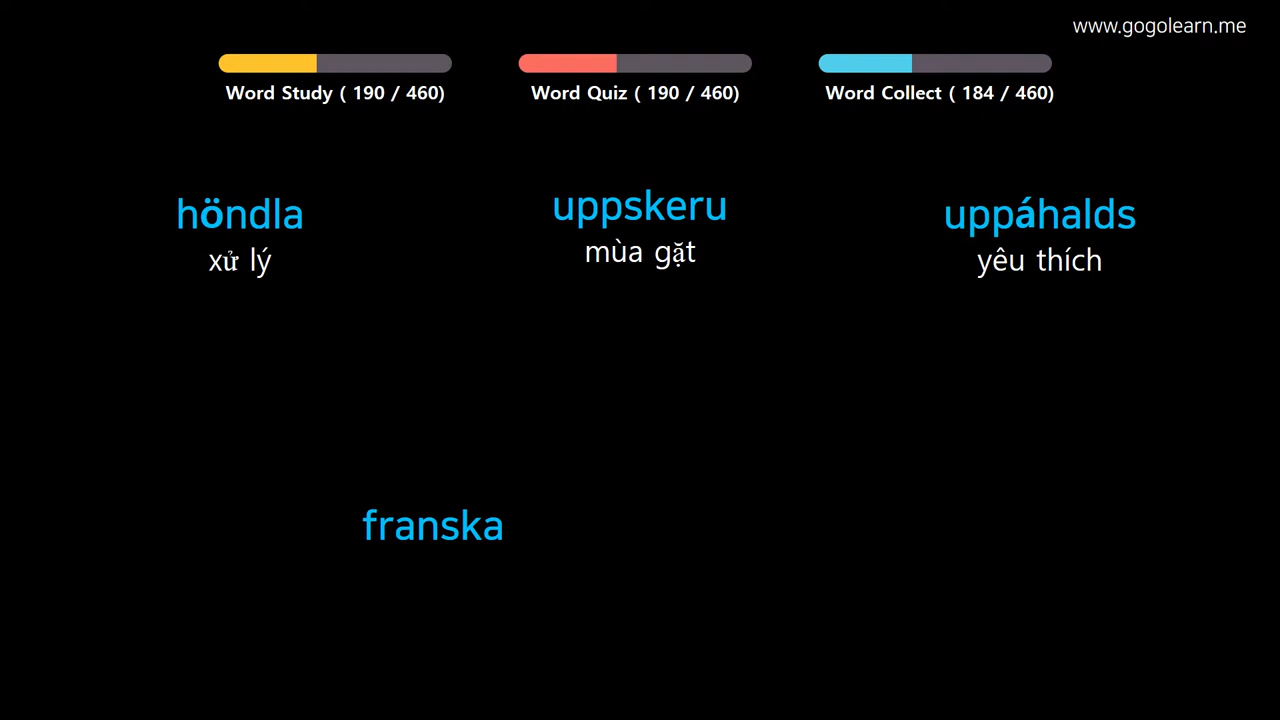 www.gogolearn.me
Word Study ( 190 / 460)
Word Quiz ( 190 / 460)
Word Collect ( 184 / 460)
höndla
xử lý
uppskeru
mùa gặt
uppáhalds
yêu thích
franska